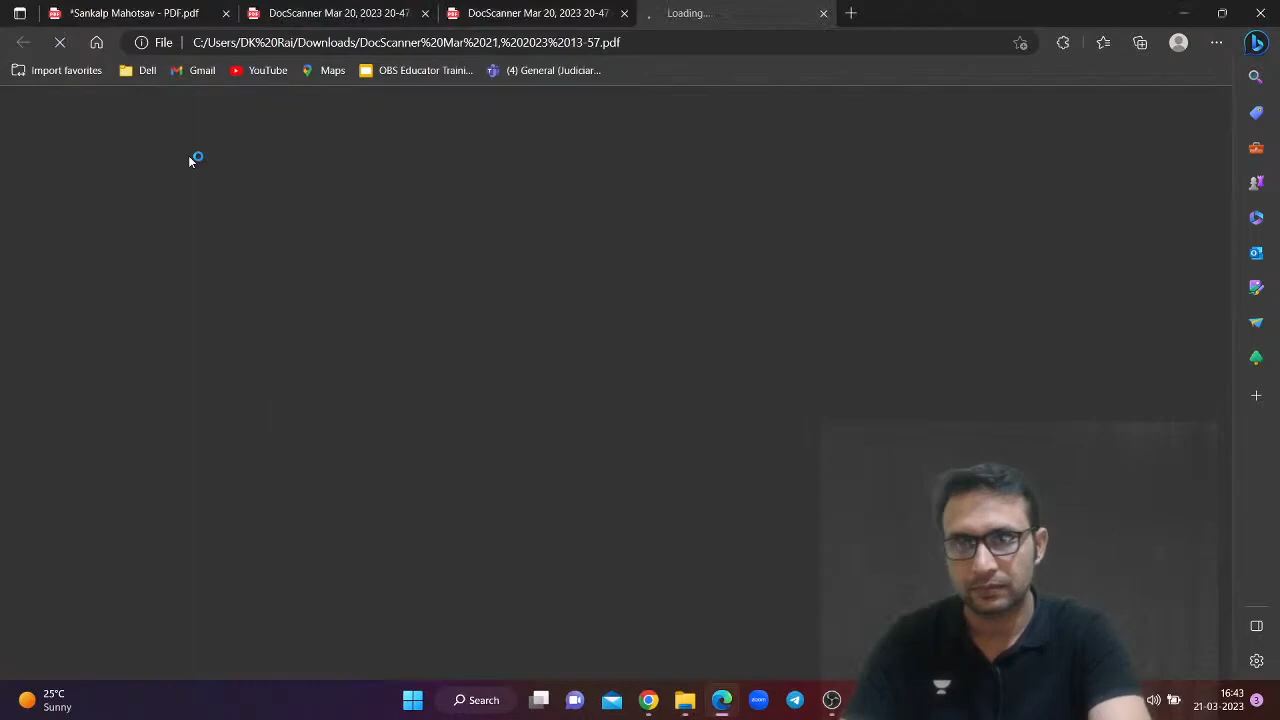 *Sankalp Mahotsav - PDF.pdf
DocScanner Mar 20, 2023 20-47
DocScanner Mar 20, 2023 20-47
Loading...
File
C:/Users/DK%20Rai/Downloads/DocScanner%20Mar%2021,%202023%2013-57.pdf
Import favorites
Dell
Gmail
YouTube
Maps
OBS Educator Traini...
(4) General (Judiciar...
25°C
Sunny
Search
zoom
16:43
21-03-2023
3